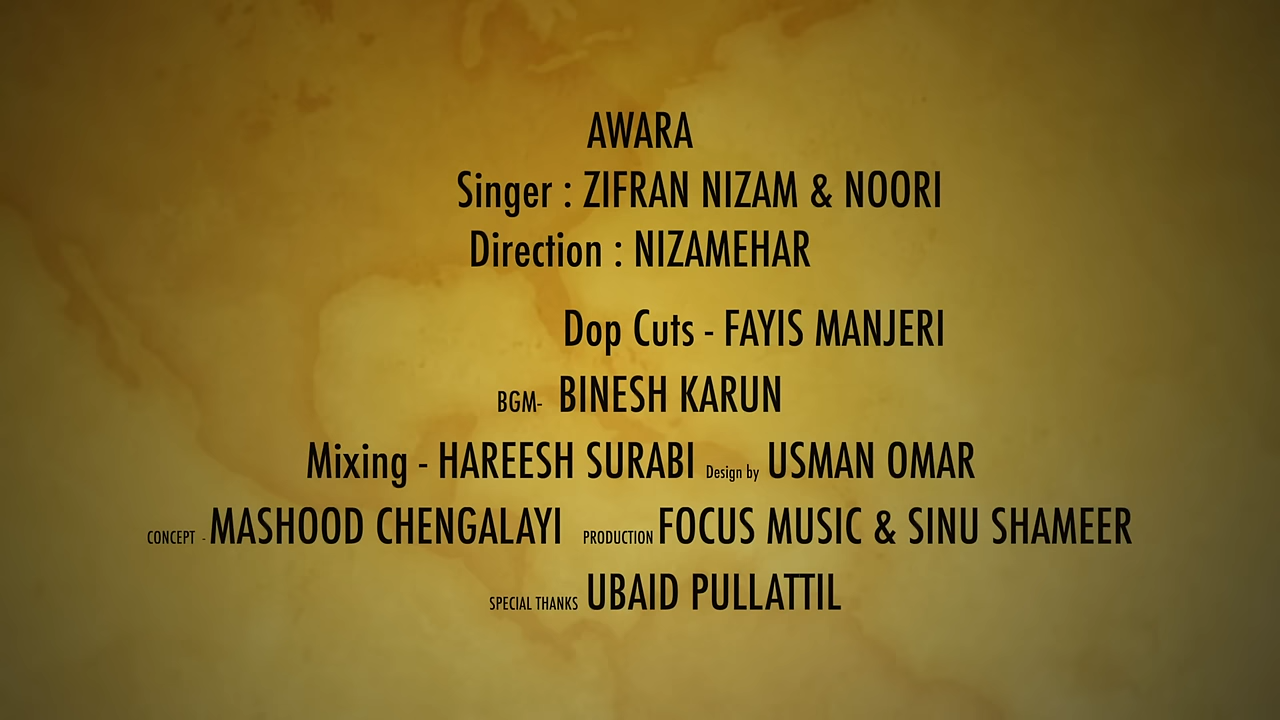 AWARA
Singer : ZIFRAN NIZAM & NOORI
Direction : NIZAMEHAR
Dop Cuts - FAYIS MANJERI
BGM- BINESH KARUN
Mixing - HAREESH SURABI Design by USMAN OMAR
CONCEPT - MASHOOD CHENGALAYI PRODUCTION FOCUS MUSIC & SINU SHAMEER
SPECIAL THANKS UBAID PULLATTIL